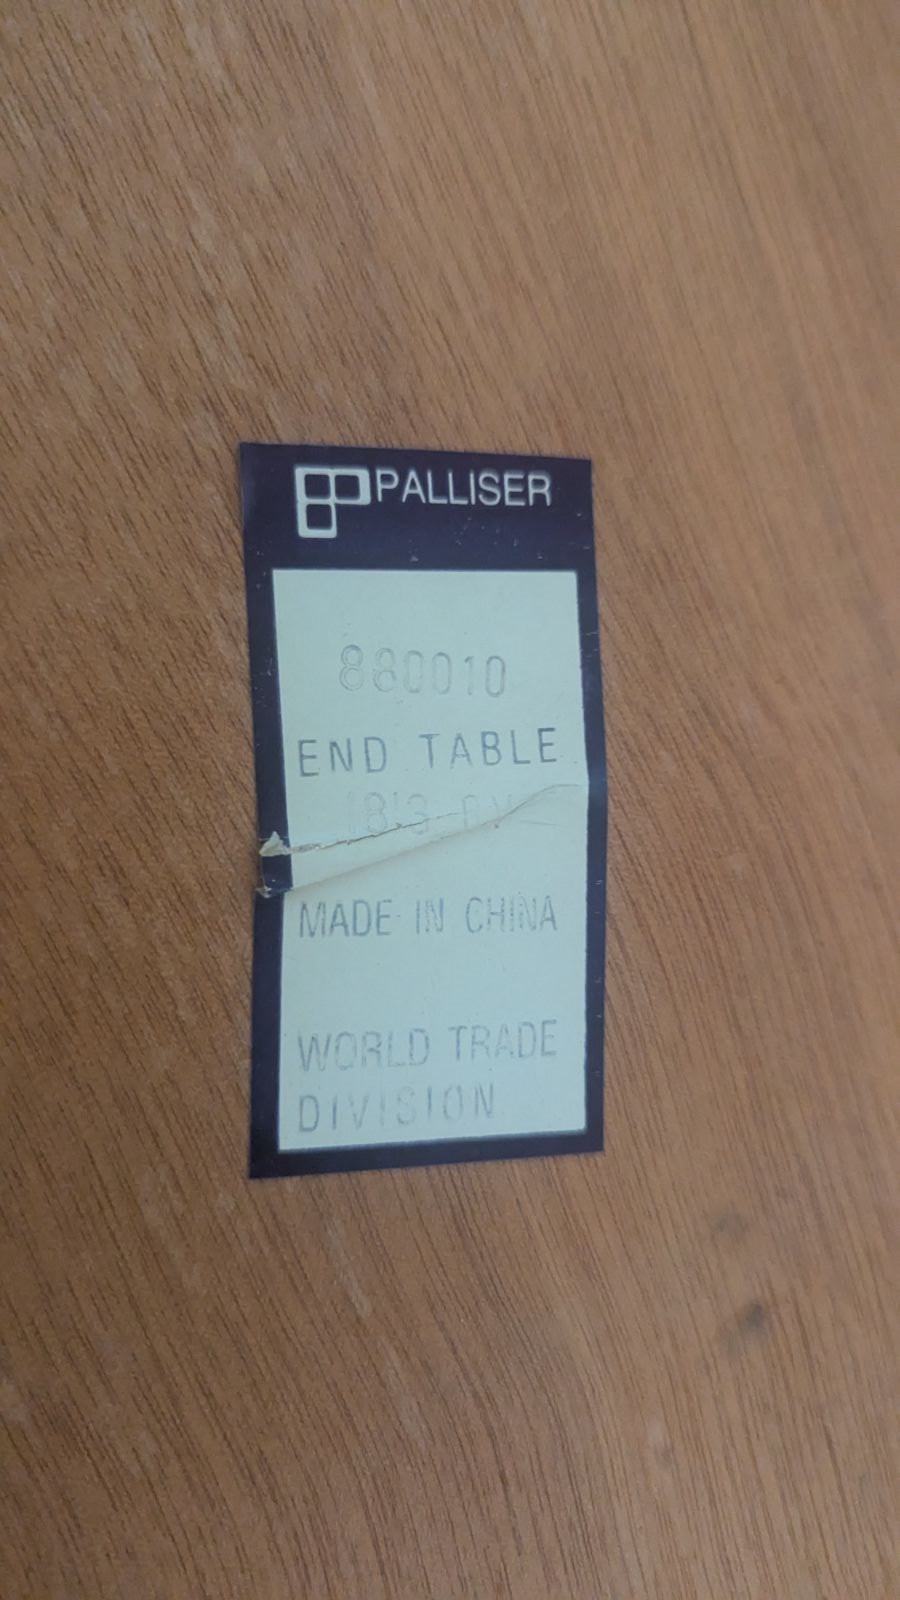 PALLISER
880010
END TABLE
MADE IN CHINA
WORLD TRADE
DIVISION